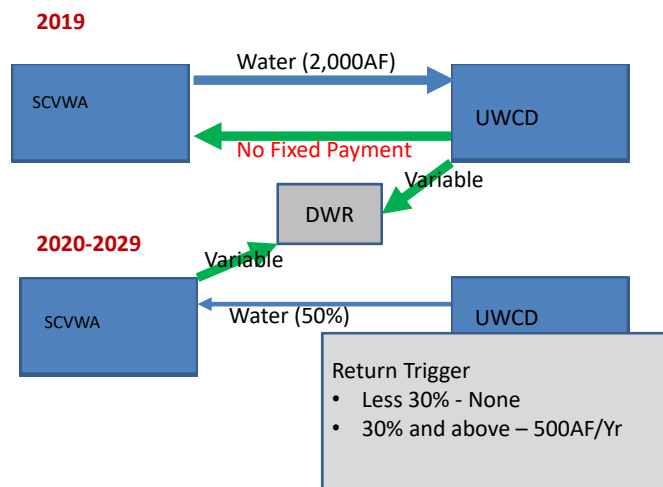 2019
Water (2,000AF)
SCVWA
UWCD
No Fixed Payment
Variable
DWR
2020-2029
Variable
SCVWA
Water (50%)
UWCD
Return Trigger
• Less 30% - None
• 30% and above – 500AF/Yr